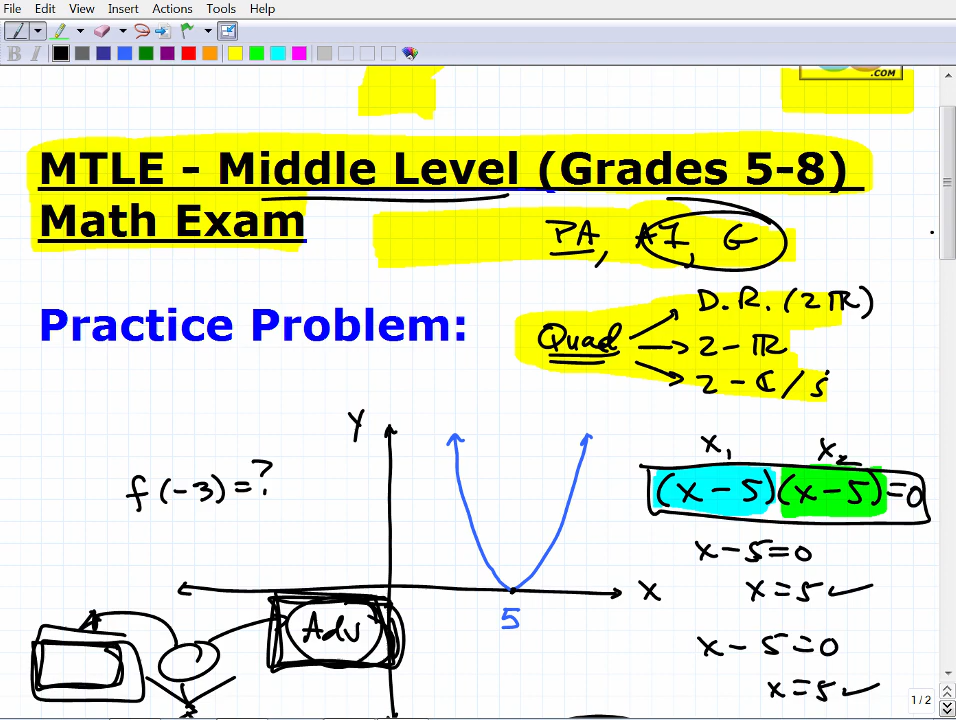 File Edit View Insert Actions Tools Help
B I
.COM
MTLE - Middle Level (Grades 5-8)
Math Exam
PA, A1, G
Practice Problem:
D.R. (2 ℝ)
Quad
2 - ℝ
2 - ℂ / i
Y
x₁ x₂
f(-3)=?
(x-5)(x-5)=0
x-5=0
x
x=5 ✓
Adv
5
x-5=0
x=5 ✓
1 / 2